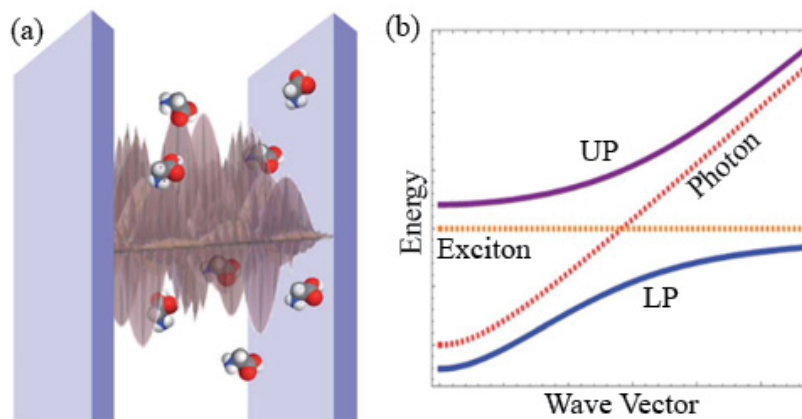 (a)
(b)
UP
Photon
Energy
Exciton
LP
Wave Vector